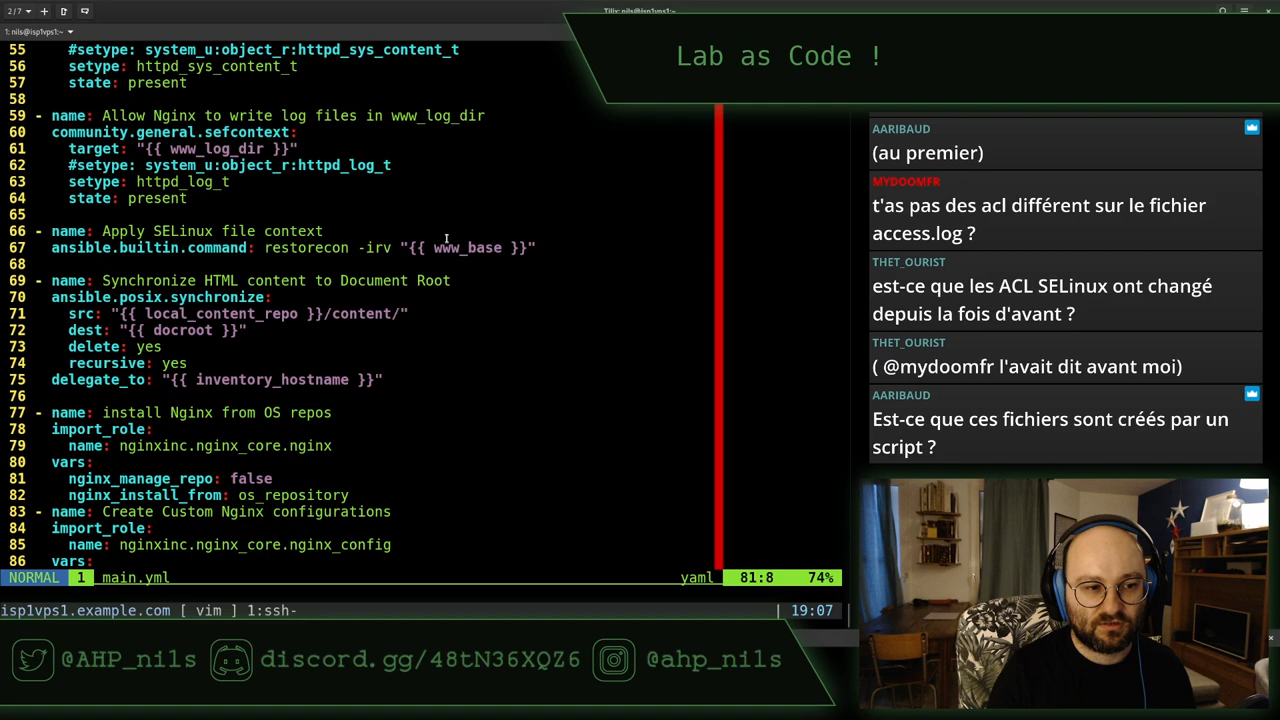 2/7
Tilix: nils@isp1vps1:~
1: nils@isp1vps1:~
Lab as Code !
55 #setype: system_u:object_r:httpd_sys_content_t
56 setype: httpd_sys_content_t
57 state: present
58
59 - name: Allow Nginx to write log files in www_log_dir
60 community.general.sefcontext:
61 target: "{{ www_log_dir }}"
62 #setype: system_u:object_r:httpd_log_t
63 setype: httpd_log_t
64 state: present
65
66 - name: Apply SELinux file context
67 ansible.builtin.command: restorecon -irv "{{ www_base }}"
68
69 - name: Synchronize HTML content to Document Root
70 ansible.posix.synchronize:
71 src: "{{ local_content_repo }}/content/"
72 dest: "{{ docroot }}"
73 delete: yes
74 recursive: yes
75 delegate_to: "{{ inventory_hostname }}"
76
77 - name: install Nginx from OS repos
78 import_role:
79 name: nginxinc.nginx_core.nginx
80 vars:
81 nginx_manage_repo: false
82 nginx_install_from: os_repository
83 - name: Create Custom Nginx configurations
84 import_role:
85 name: nginxinc.nginx_core.nginx_config
86 vars:
NORMAL 1 main.yml yaml 81:8 74%
isp1vps1.example.com [ vim ] 1:ssh- | 19:07
AARIBAUD
(au premier)
MYDOOMFR
t'as pas des acl différent sur le fichier
access.log ?
THET_OURIST
est-ce que les ACL SELinux ont changé
depuis la fois d'avant ?
THET_OURIST
( @mydoomfr l'avait dit avant moi)
AARIBAUD
Est-ce que ces fichiers sont créés par un
script ?
@AHP_nils discord.gg/48tN36XQZ6 @ahp_nils